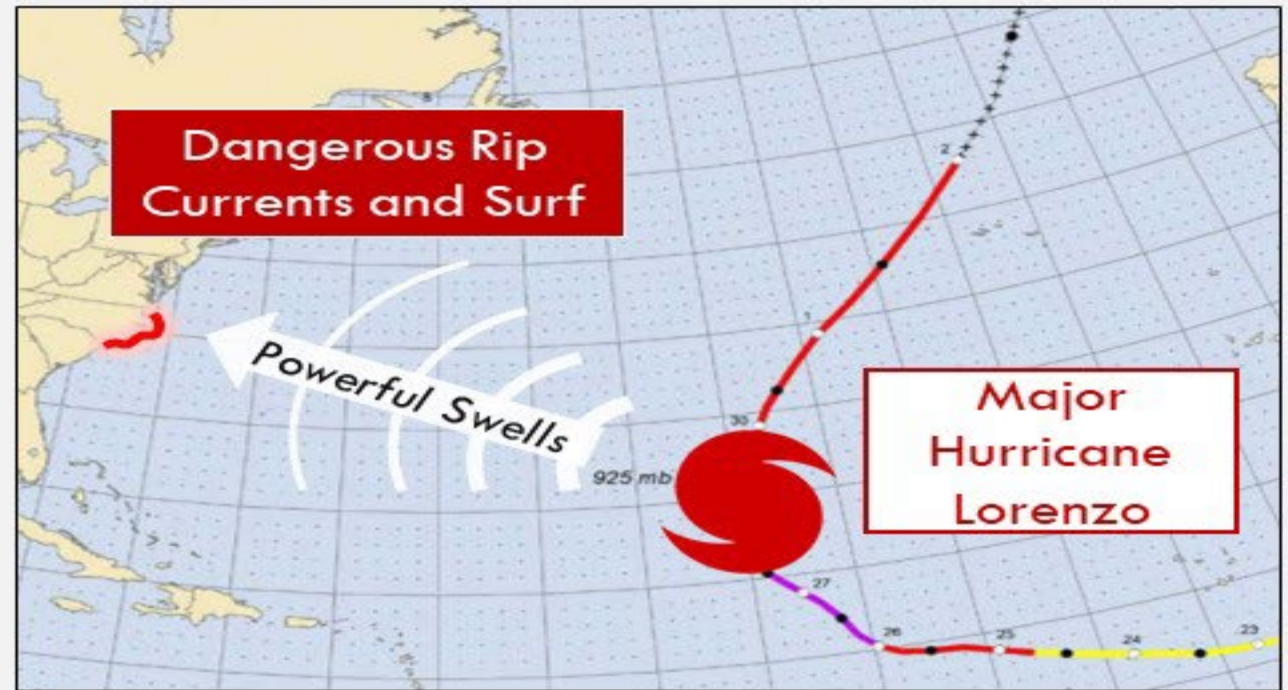 Dangerous Rip
Currents and Surf
2
1
Powerful Swells
30
925 mb
Major
Hurricane
Lorenzo
27
26
25
24
23